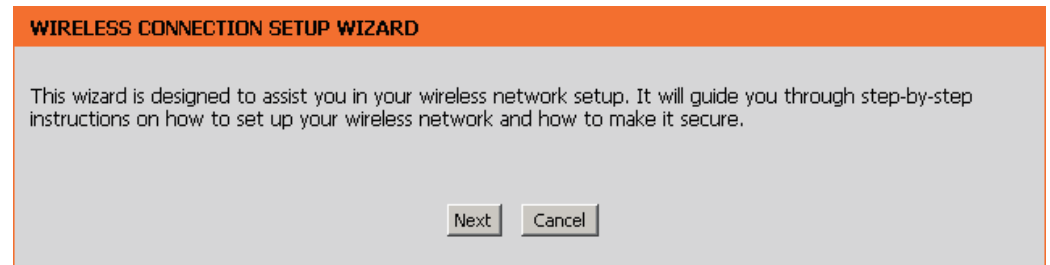 WIRELESS CONNECTION SETUP WIZARD
This wizard is designed to assist you in your wireless network setup. It will guide you through step-by-step
instructions on how to set up your wireless network and how to make it secure.
Next Cancel